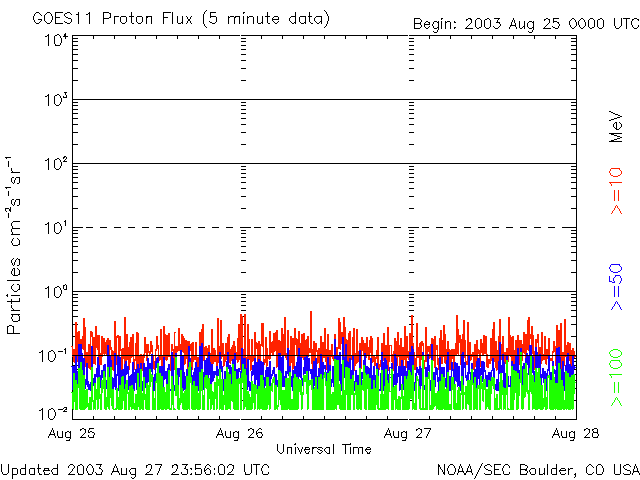 GOES11 Proton Flux (5 minute data)
Begin: 2003 Aug 25 0000 UTC
10⁴
10³
10²
10¹
10⁰
10⁻¹
10⁻²
Particles cm⁻²s⁻¹sr⁻¹
MeV
>=10
>=50
>=100
Aug 25
Aug 26
Aug 27
Aug 28
Universal Time
Updated 2003 Aug 27 23:56:02 UTC
NOAA/SEC Boulder, CO USA